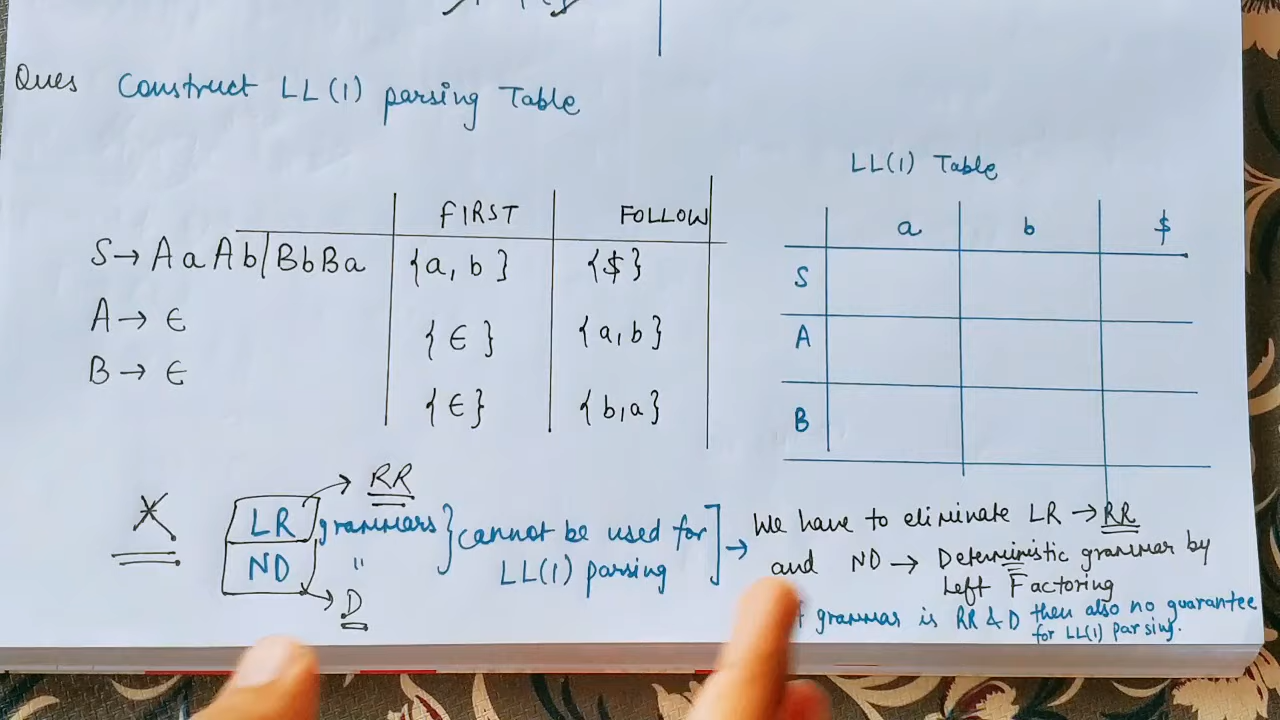 Ques Construct LL(1) parsing Table
FIRST FOLLOW
S→ AaAb/BbBa {a, b} {$}
A→ ∈ {∈} {a,b}
B→ ∈ {∈} {b,a}
LL(1) Table
a b $
S
A
B
RR
LR grammars
ND "
D
cannot be used for
LL(1) parsing
→ We have to eliminate LR → RR
and ND → Deterministic grammar by
Left Factoring
grammar is RR & D then also no guarantee
for LL(1) parsing.